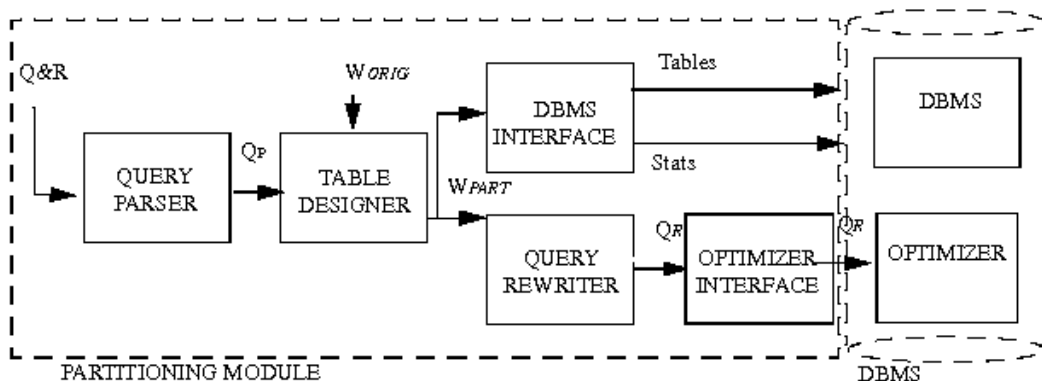 Q&R
WORIG
Tables
DBMS
INTERFACE
DBMS
QP
QUERY
PARSER
TABLE
DESIGNER
Stats
WPART
QR
QR
QUERY
REWRITER
OPTIMIZER
INTERFACE
OPTIMIZER
PARTITIONING MODULE
DBMS